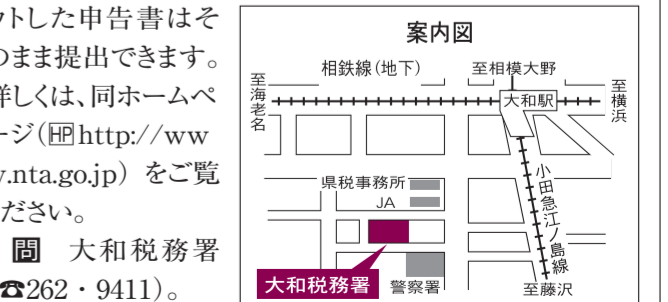 ットした申告書はそ
のまま提出できます。
詳しくは、同ホームペ
ージ(HPhttp://ww
w.nta.go.jp) をご覧
ください。
問 大和税務署
(☎262・9411)。
案内図
相鉄線(地下)
至相模大野
至海老名
大和駅
至横浜
県税事務所
JA
小田急江ノ島線
大和税務署
警察署
至藤沢